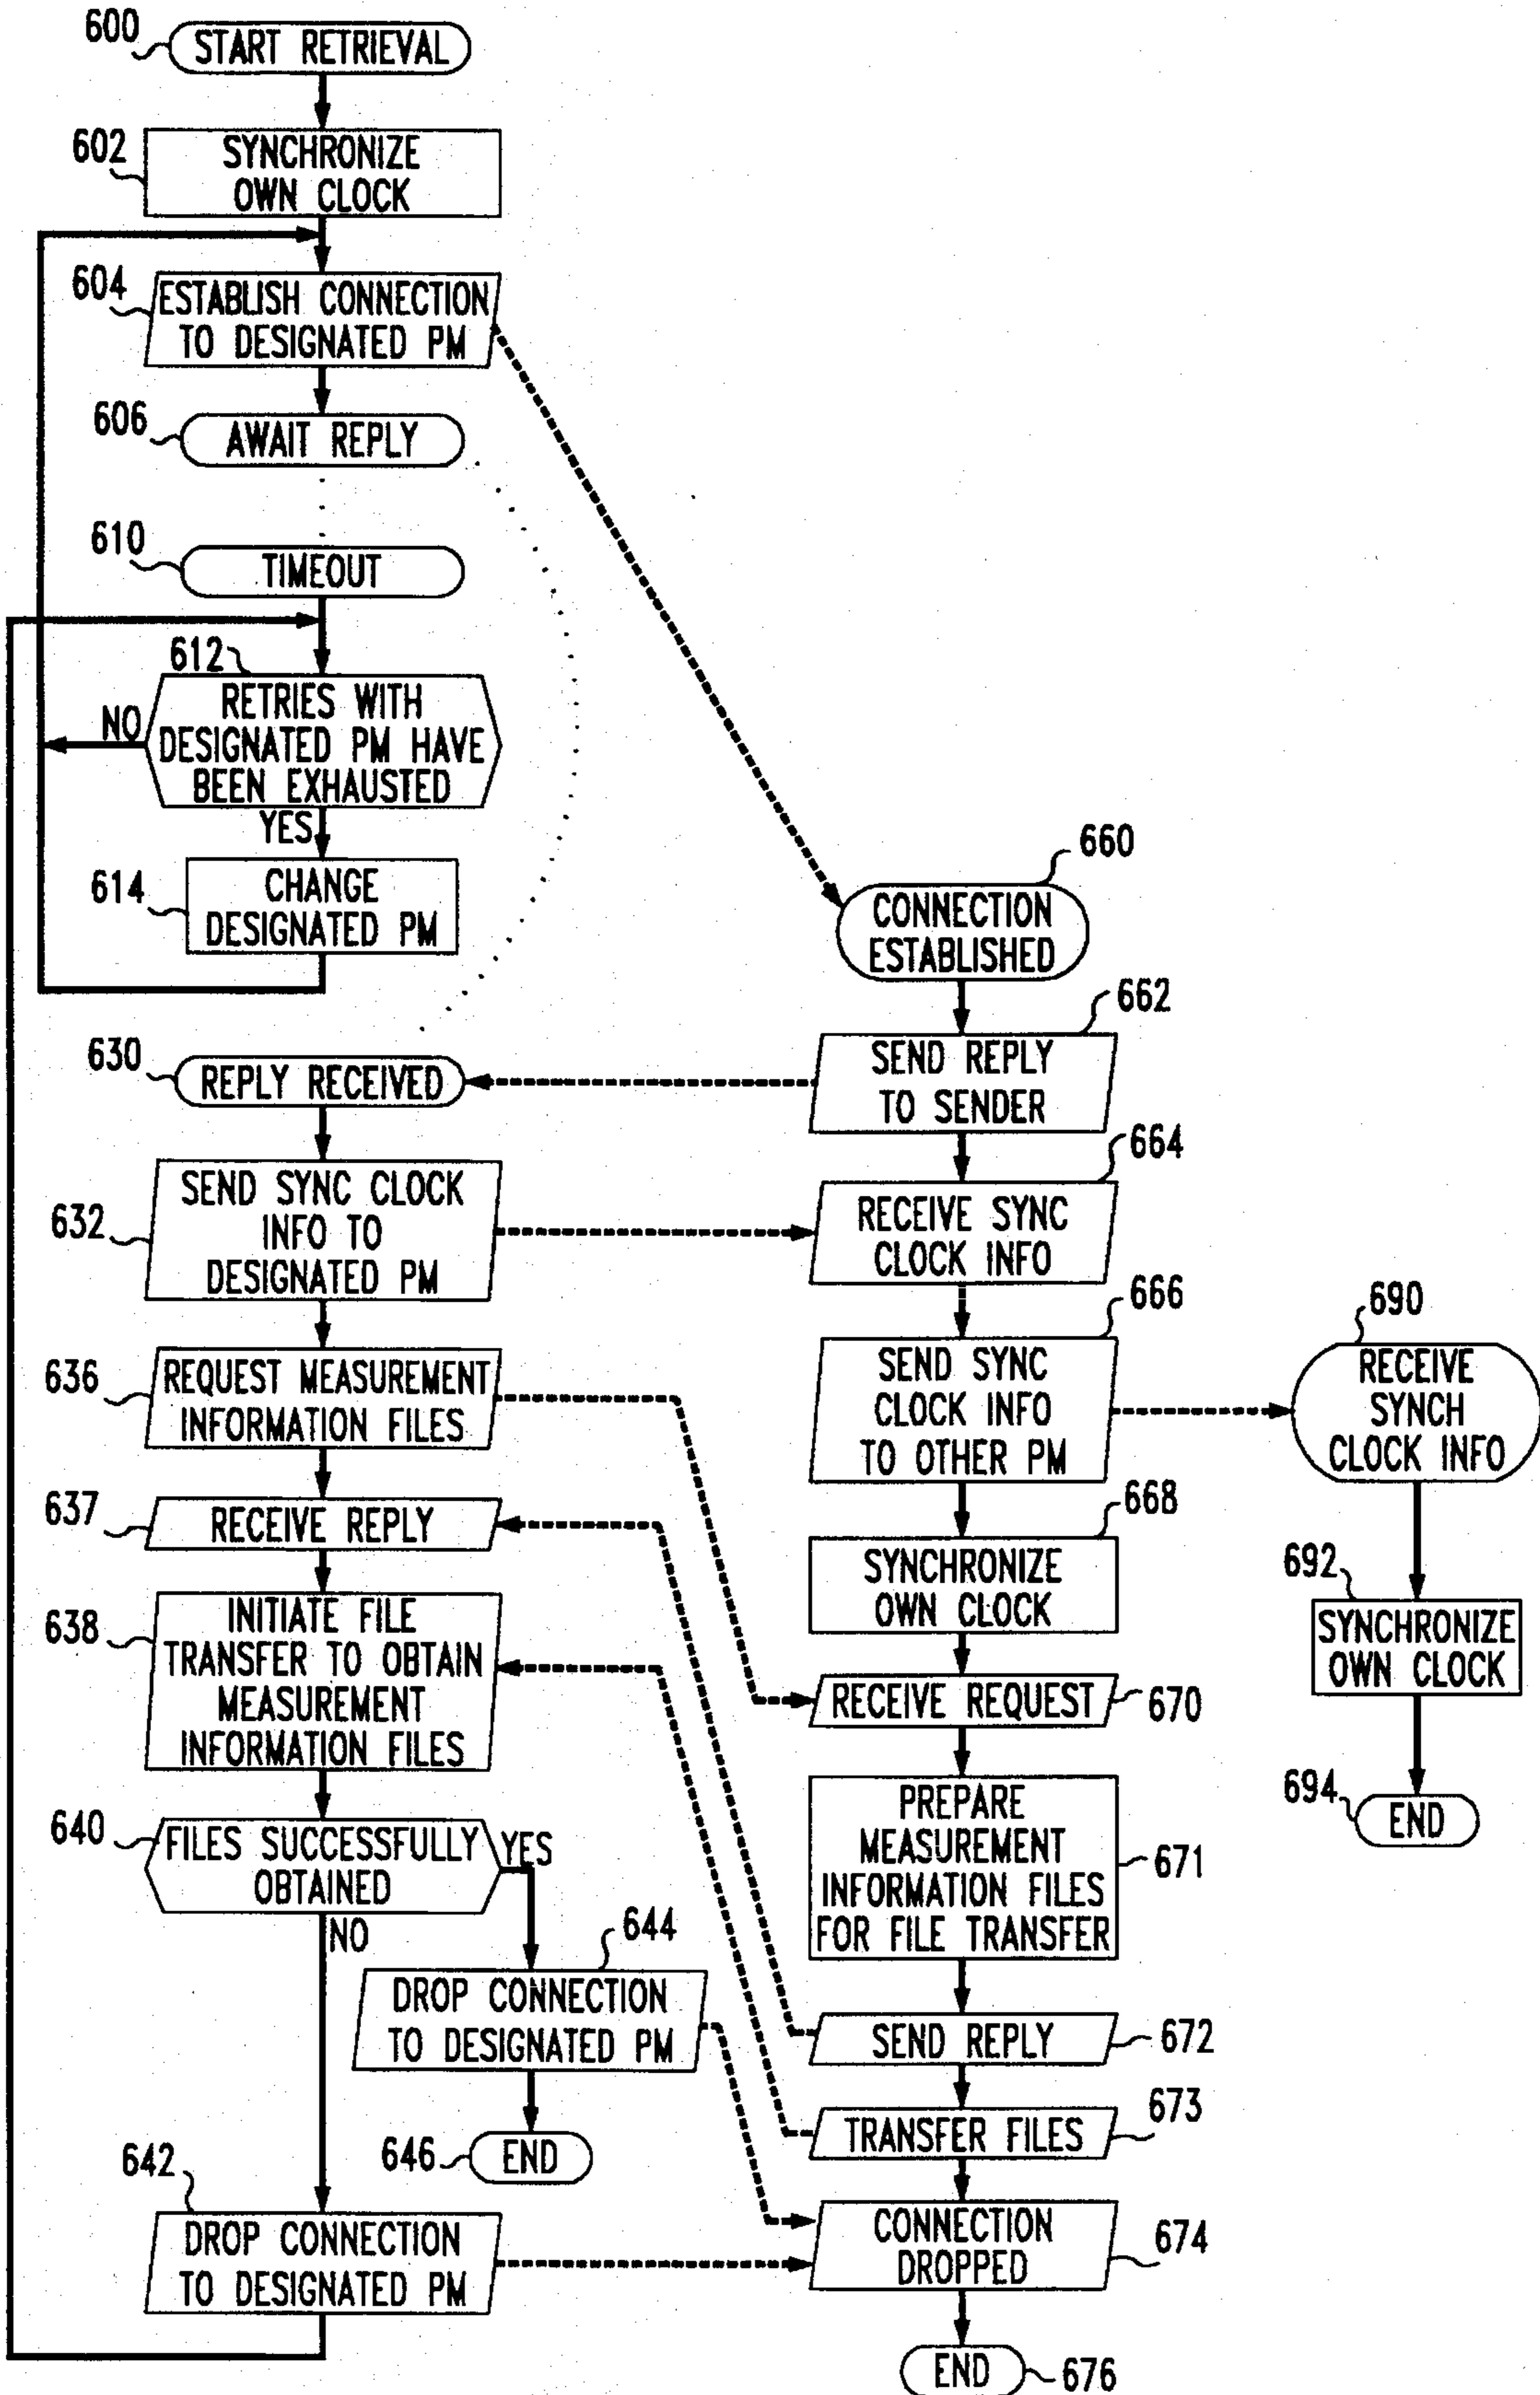 600
START RETRIEVAL
602
SYNCHRONIZE
OWN CLOCK
604
ESTABLISH CONNECTION
TO DESIGNATED PM
606
AWAIT REPLY
610
TIMEOUT
612
RETRIES WITH
DESIGNATED PM HAVE
BEEN EXHAUSTED
NO
YES
614
CHANGE
DESIGNATED PM
630
REPLY RECEIVED
632
SEND SYNC CLOCK
INFO TO
DESIGNATED PM
636
REQUEST MEASUREMENT
INFORMATION FILES
637
RECEIVE REPLY
638
INITIATE FILE
TRANSFER TO OBTAIN
MEASUREMENT
INFORMATION FILES
640
FILES SUCCESSFULLY
OBTAINED
YES
NO
644
DROP CONNECTION
TO DESIGNATED PM
646
END
642
DROP CONNECTION
TO DESIGNATED PM
660
CONNECTION
ESTABLISHED
662
SEND REPLY
TO SENDER
664
RECEIVE SYNC
CLOCK INFO
666
SEND SYNC
CLOCK INFO
TO OTHER PM
668
SYNCHRONIZE
OWN CLOCK
RECEIVE REQUEST
670
PREPARE
MEASUREMENT
INFORMATION FILES
FOR FILE TRANSFER
671
SEND REPLY
672
TRANSFER FILES
673
CONNECTION
DROPPED
674
END
676
690
RECEIVE
SYNCH
CLOCK INFO
692
SYNCHRONIZE
OWN CLOCK
694
END